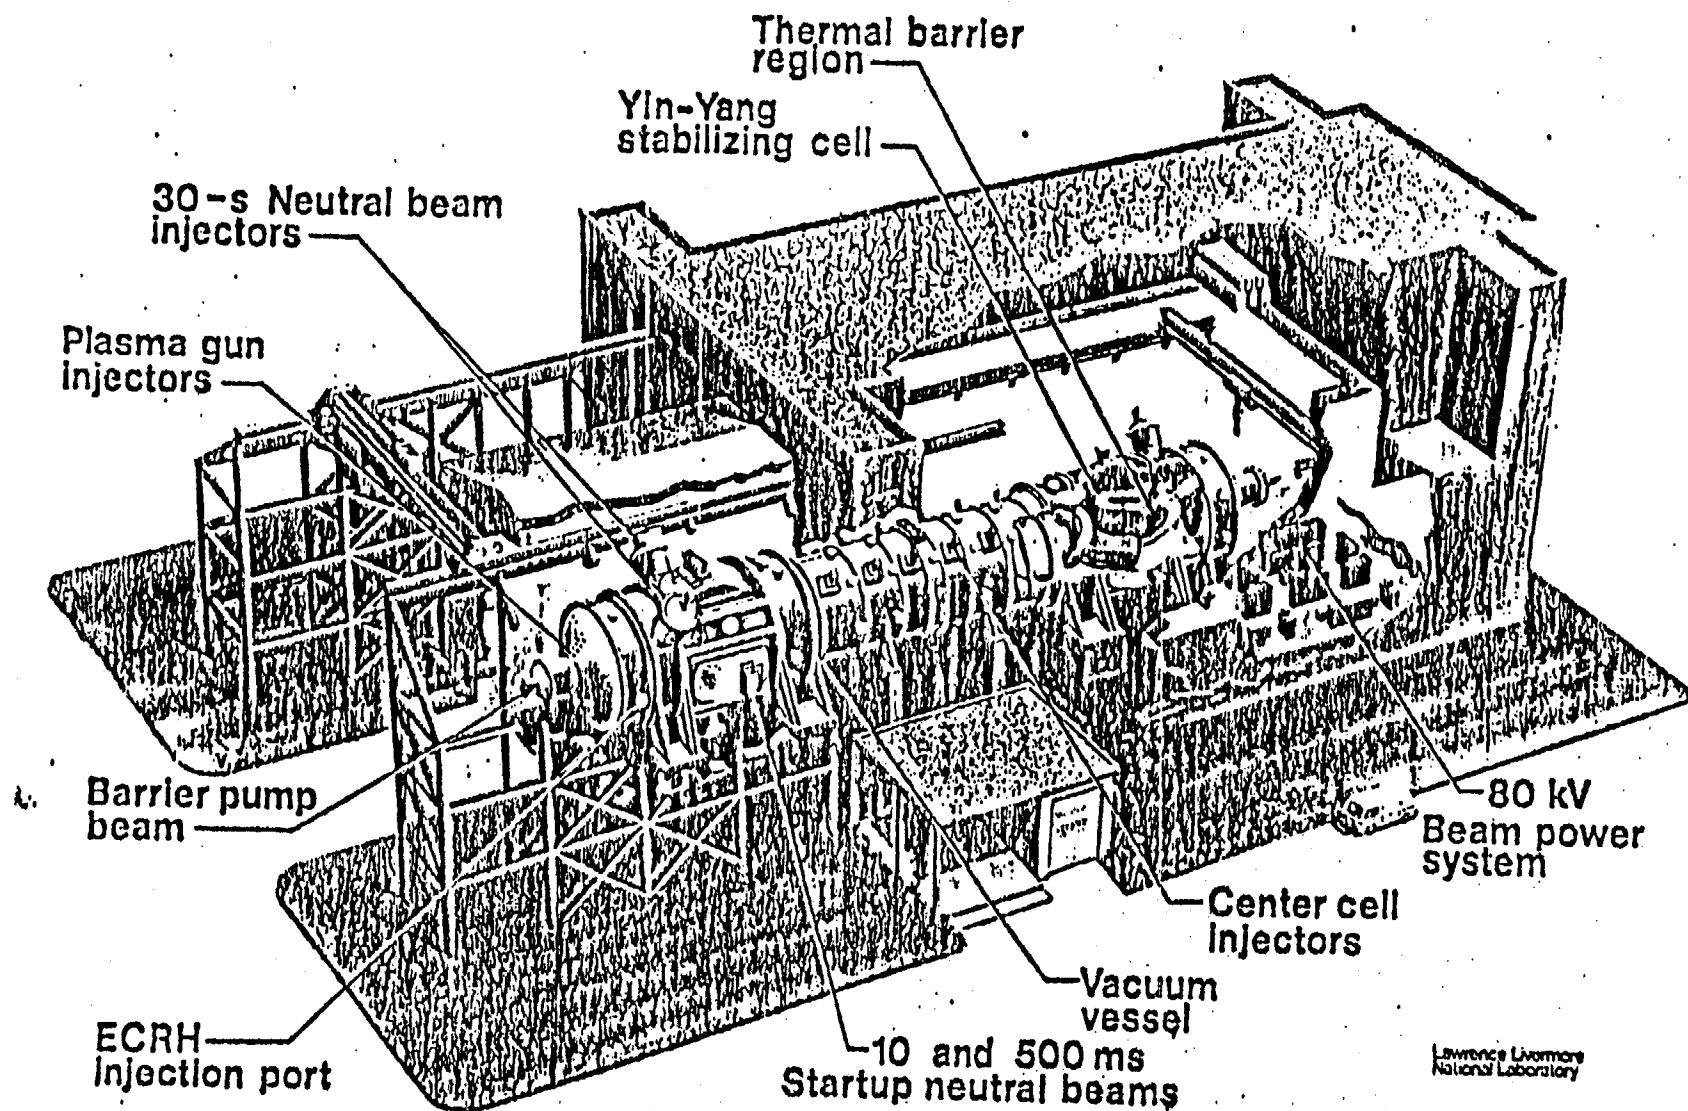 Thermal barrier
region
Yin-Yang
stabilizing cell
30-s Neutral beam
injectors
Plasma gun
injectors
Barrier pump
beam
80 kV
Beam power
system
Center cell
injectors
Vacuum
vessel
ECRH
injection port
10 and 500 ms
Startup neutral beams
Lawrence Livermore
National Laboratory